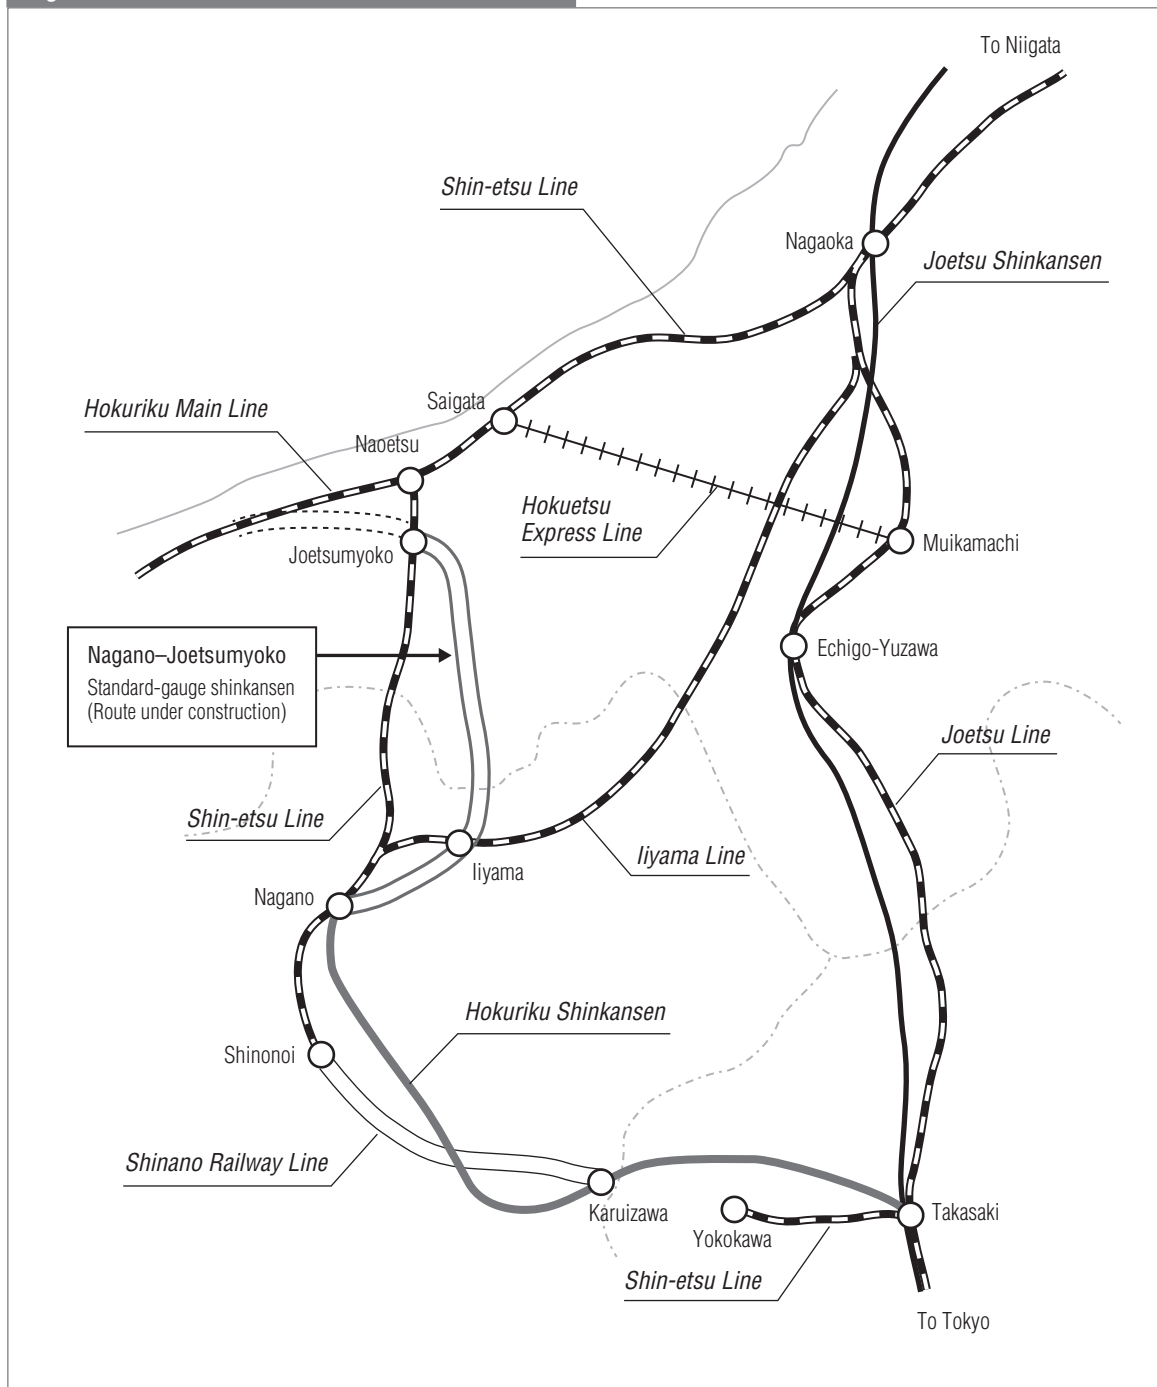 To Niigata
Shin-etsu Line
Nagaoka
Joetsu Shinkansen
Saigata
Hokuriku Main Line
Naoetsu
Hokuetsu
Express Line
Muikamachi
Joetsumyoko
Nagano–Joetsumyoko
Standard-gauge shinkansen
(Route under construction)
Echigo-Yuzawa
Joetsu Line
Shin-etsu Line
Iiyama Line
Iiyama
Nagano
Hokuriku Shinkansen
Shinonoi
Shinano Railway Line
Karuizawa
Yokokawa
Takasaki
Shin-etsu Line
To Tokyo